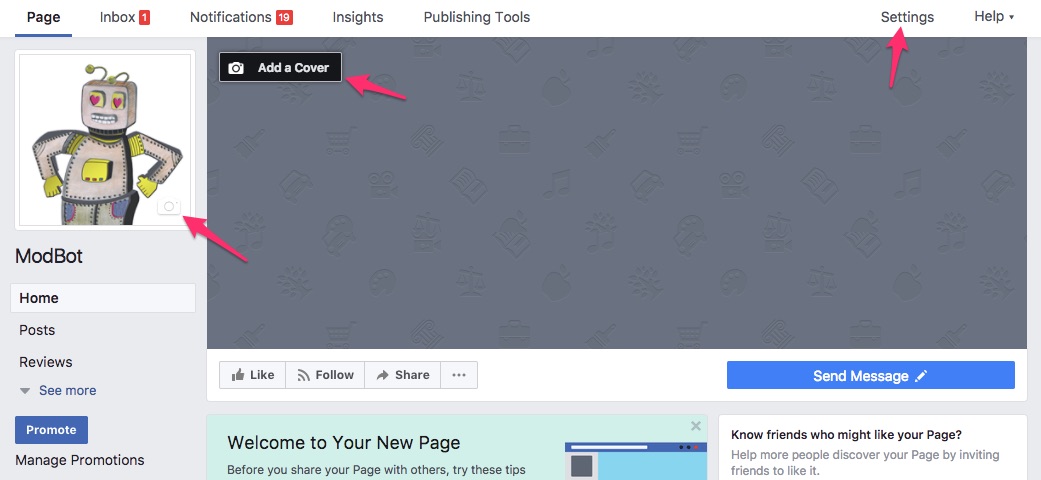 Page Inbox 1 Notifications 19 Insights Publishing Tools Settings Help
Add a Cover
ModBot
Home
Posts
Reviews
See more
Promote
Manage Promotions
Like Follow Share ...
Send Message
Welcome to Your New Page
Before you share your Page with others, try these tips
Know friends who might like your Page?
Help more people discover your Page by inviting
friends to like it.